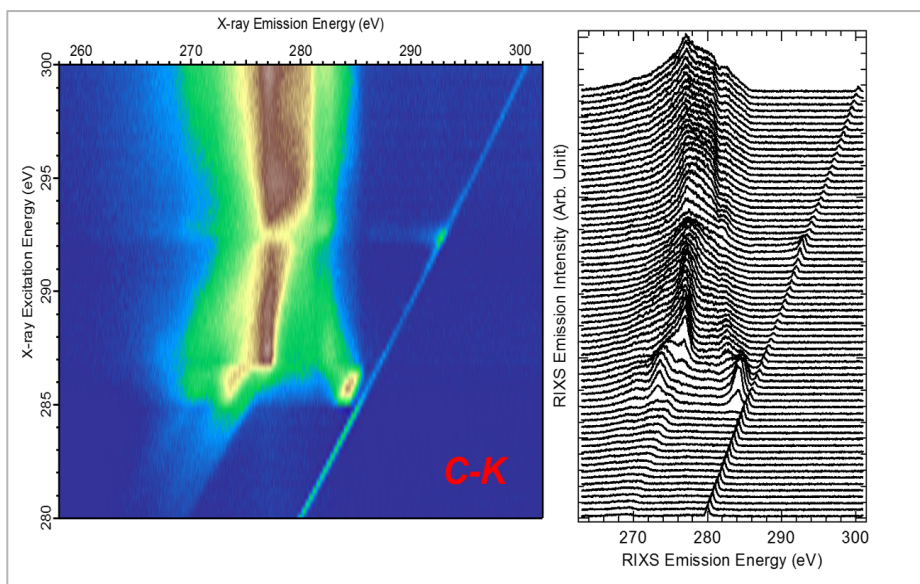 X-ray Emission Energy (eV)
260 270 280 290 300
X-ray Excitation Energy (eV)
300
295
290
285
280
C-K
RIXS Emission Intensity (Arb. Unit)
270 280 290 300
RIXS Emission Energy (eV)